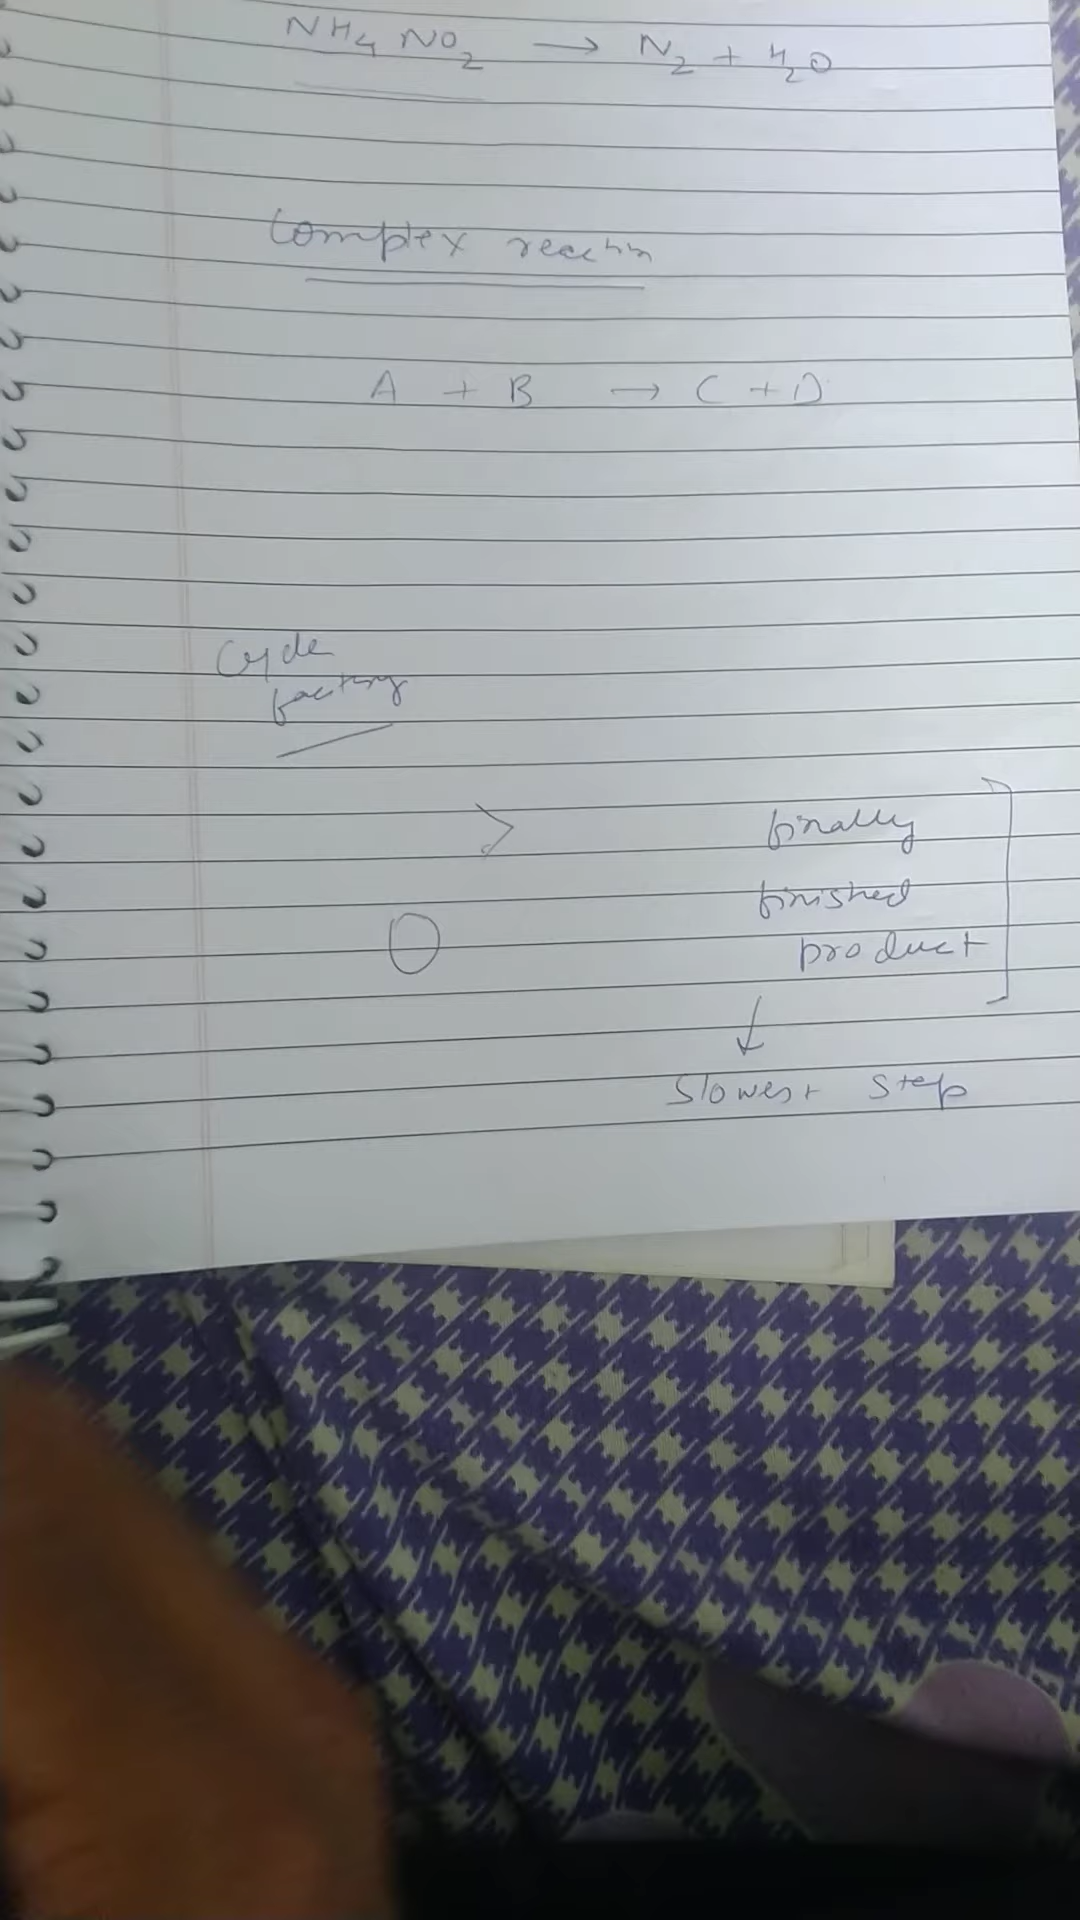 NH4 NO2 → N2 + H2O
Complex reaction
A + B → C + D
Cycle
factory
finally
finished
product
↓
Slowest step